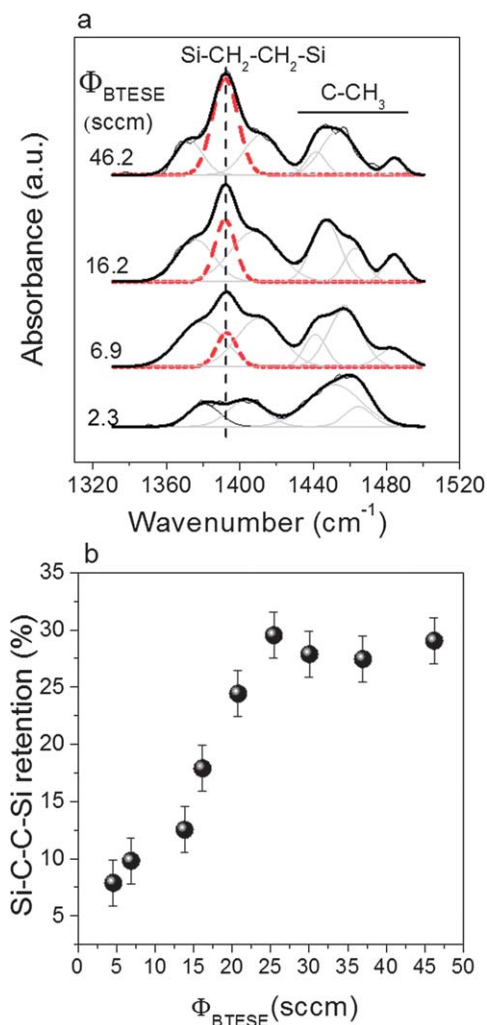 a
Si-CH₂-CH₂-Si
Φ_BTESE
(sccm)
C-CH₃
46.2
16.2
6.9
2.3
Absorbance (a.u.)
1320 1360 1400 1440 1480 1520
Wavenumber (cm⁻¹)
b
35
30
25
20
15
10
5
Si-C-C-Si retention (%)
0 5 10 15 20 25 30 35 40 45 50
Φ_BTESE (sccm)